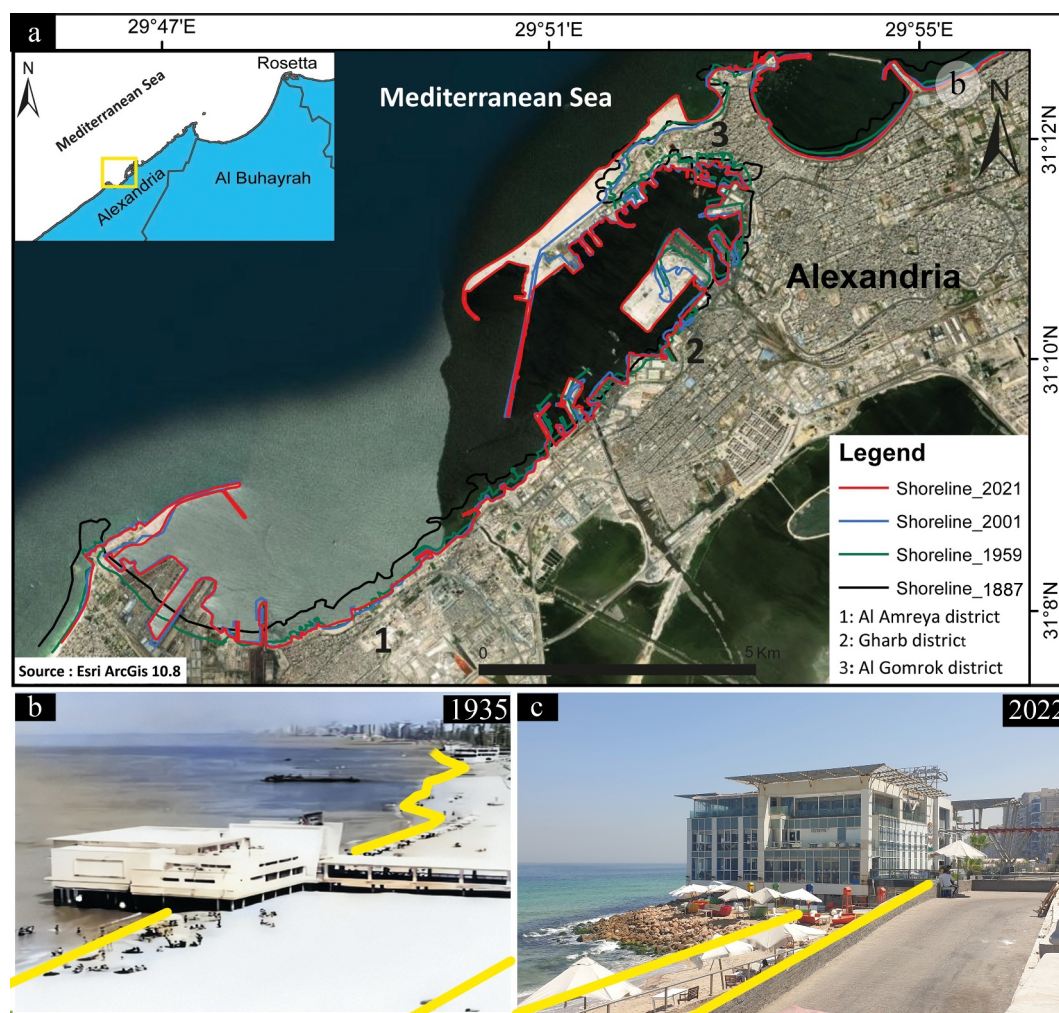 a
29°47'E
29°51'E
29°55'E
N
Rosetta
Mediterranean Sea
Alexandria
Al Buhayrah
Mediterranean Sea
b
N
31°12'N
3
Alexandria
2
31°10'N
Legend
Shoreline_2021
Shoreline_2001
Shoreline_1959
Shoreline_1887
1: Al Amreya district
2: Gharb district
3: Al Gomrok district
31°8'N
1
0
5 Km
Source : Esri ArcGis 10.8
b
1935
c
2022